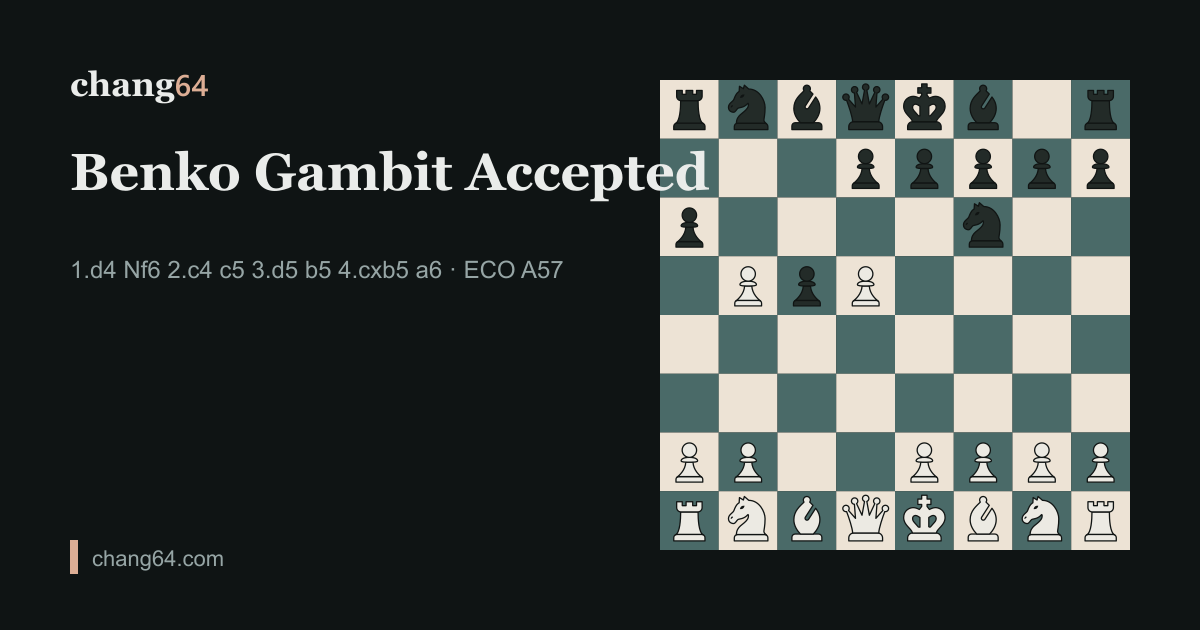 chang64
Benko Gambit Accepted
1.d4 Nf6 2.c4 c5 3.d5 b5 4.cxb5 a6 · ECO A57
chang64.com